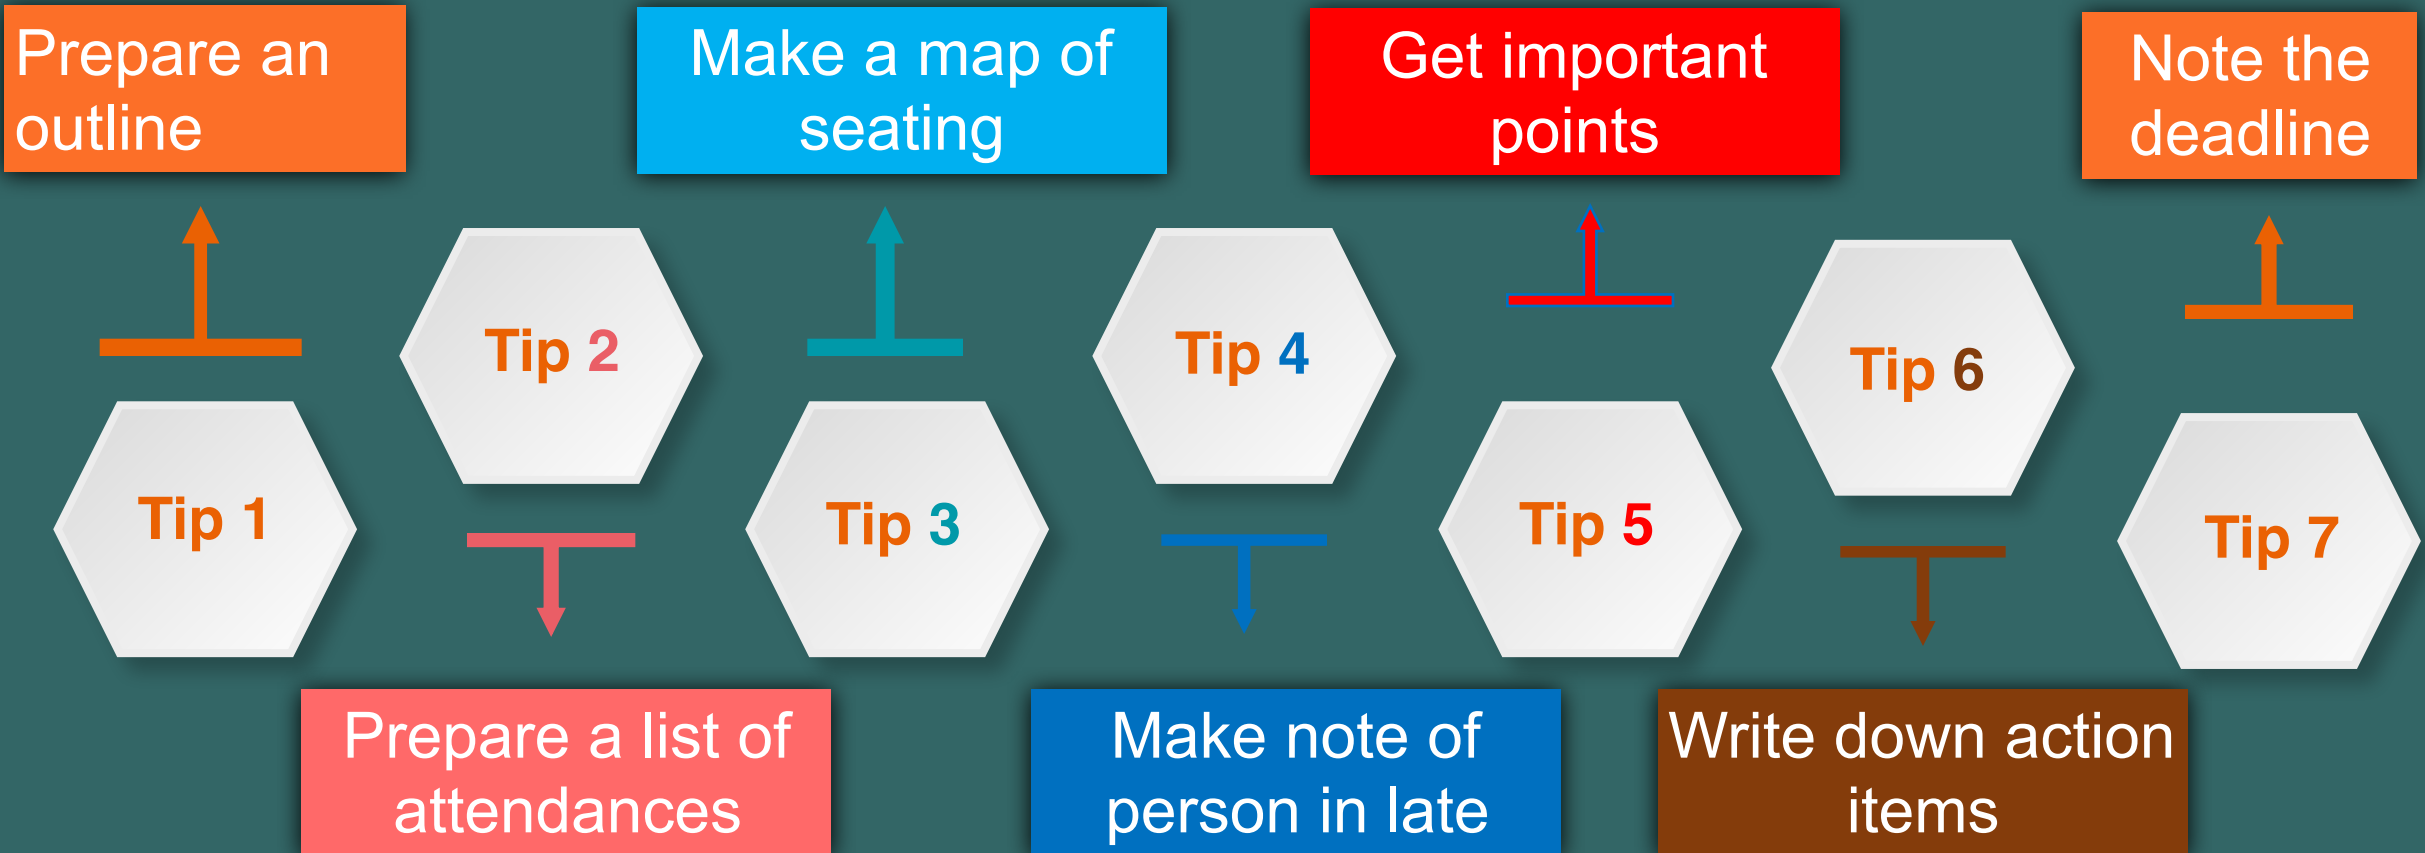 Prepare an
outline
Make a map of
seating
Get important
points
Note the
deadline
Tip 1
Tip 2
Tip 3
Tip 4
Tip 5
Tip 6
Tip 7
Prepare a list of
attendances
Make note of
person in late
Write down action
items